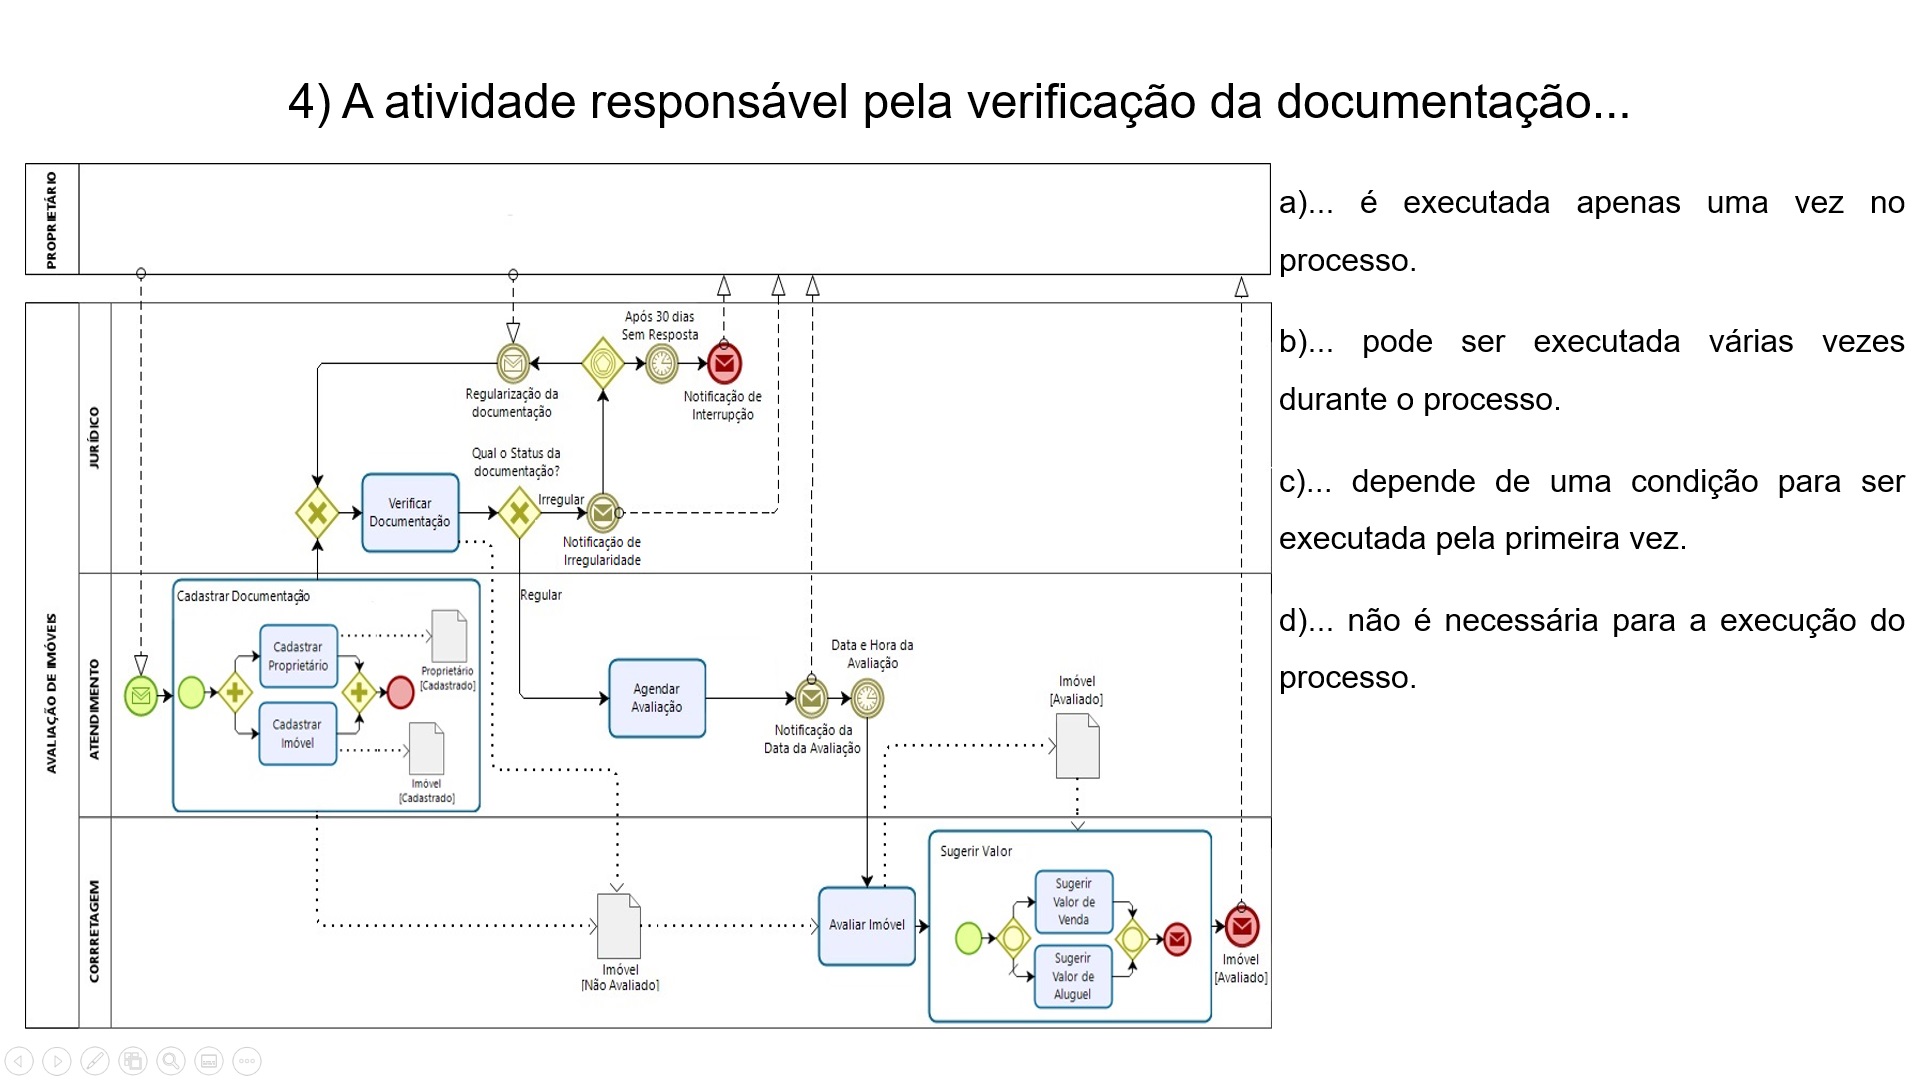 4) A atividade responsável pela verificação da documentação...
PROPRIETÁRIO
a)... é executada apenas uma vez no
processo.
b)... pode ser executada várias vezes
durante o processo.
c)... depende de uma condição para ser
executada pela primeira vez.
d)... não é necessária para a execução do
processo.
AVALIAÇÃO DE IMÓVEIS
JURÍDICO
Após 30 dias
Sem Resposta
Regularização da
documentação
Notificação de
Interrupção
Qual o Status da
documentação?
Verificar
Documentação
Irregular
Notificação de
Irregularidade
Regular
ATENDIMENTO
Cadastrar Documentação
Cadastrar
Proprietário
Proprietário
[Cadastrado]
Cadastrar
Imóvel
Imóvel
[Cadastrado]
Agendar
Avaliação
Data e Hora da
Avaliação
Notificação da
Data da Avaliação
Imóvel
[Avaliado]
CORRETAGEM
Imóvel
[Não Avaliado]
Avaliar Imóvel
Sugerir Valor
Sugerir
Valor de
Venda
Sugerir
Valor de
Aluguel
Imóvel
[Avaliado]